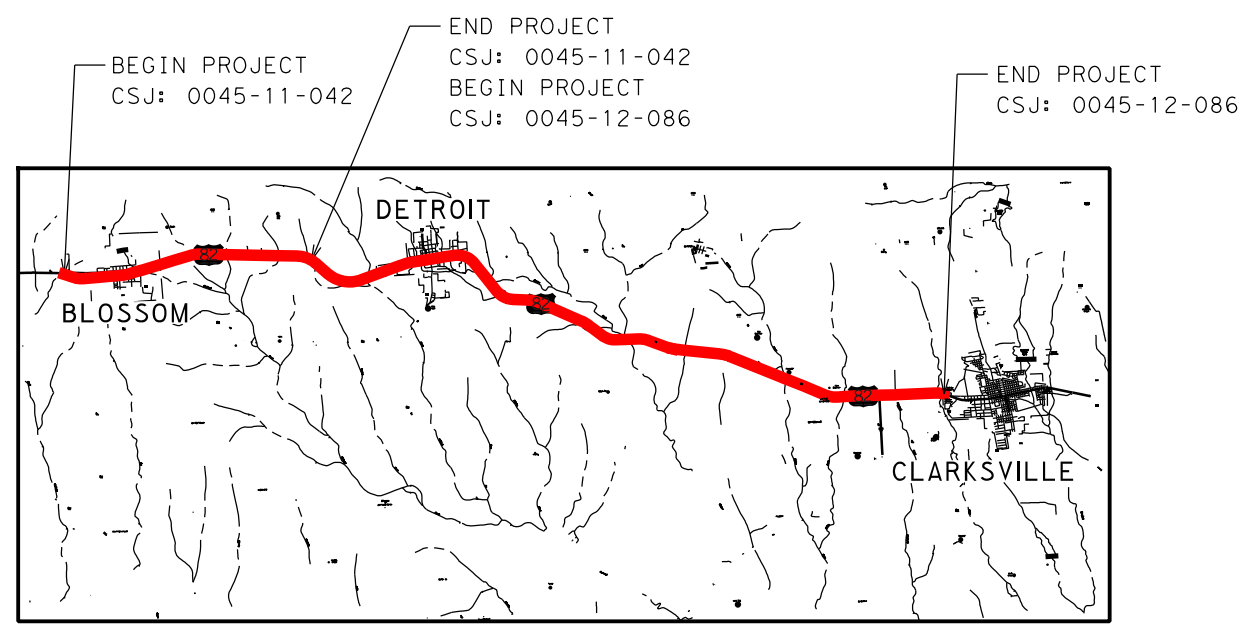 END PROJECT
CSJ: 0045-11-042
BEGIN PROJECT
CSJ: 0045-12-086
BEGIN PROJECT
CSJ: 0045-11-042
END PROJECT
CSJ: 0045-12-086
DETROIT
82
BLOSSOM
82
82
CLARKSVILLE